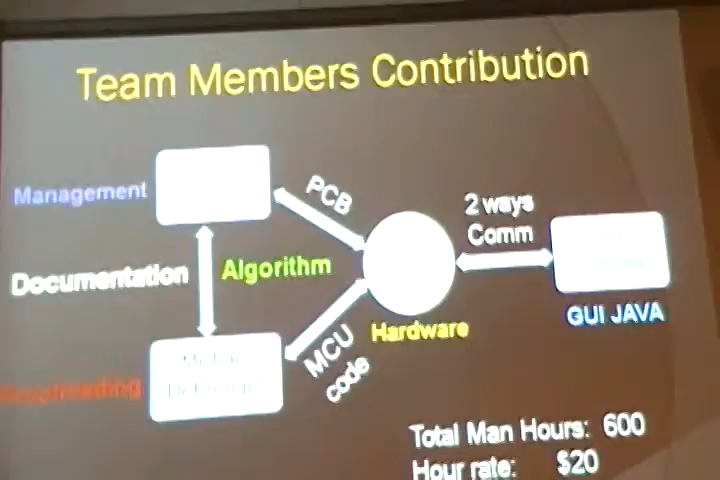 Team Members Contribution
Management
PCB
2 ways
Comm
Documentation
Algorithm
GUI JAVA
Hardware
MCU
code
Total Man Hours: 600
Hour rate: $20